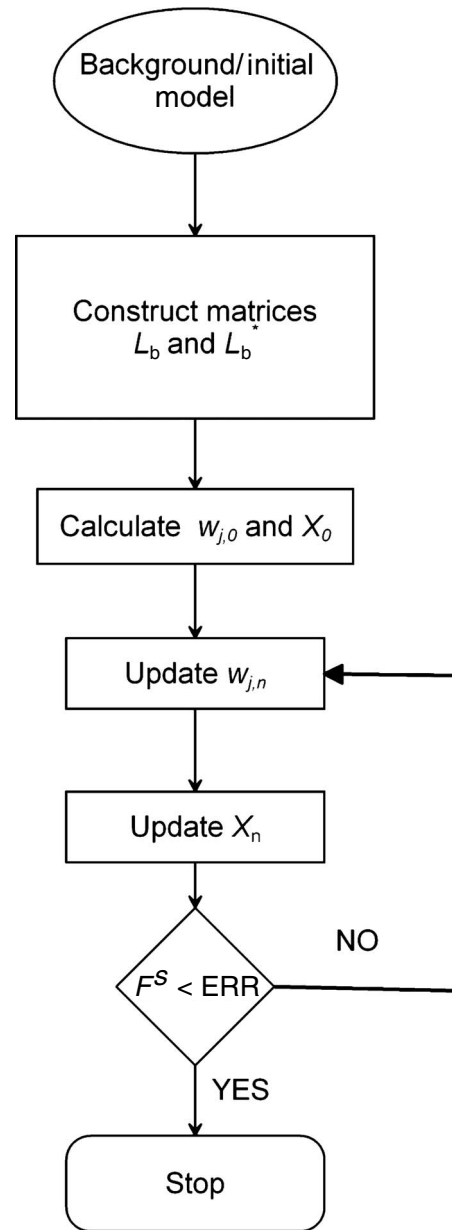 Background/initial
model
Construct matrices
L_b and L_b^*
Calculate w_{j,0} and X_0
Update w_{j,n}
Update X_n
F^S < ERR
NO
YES
Stop